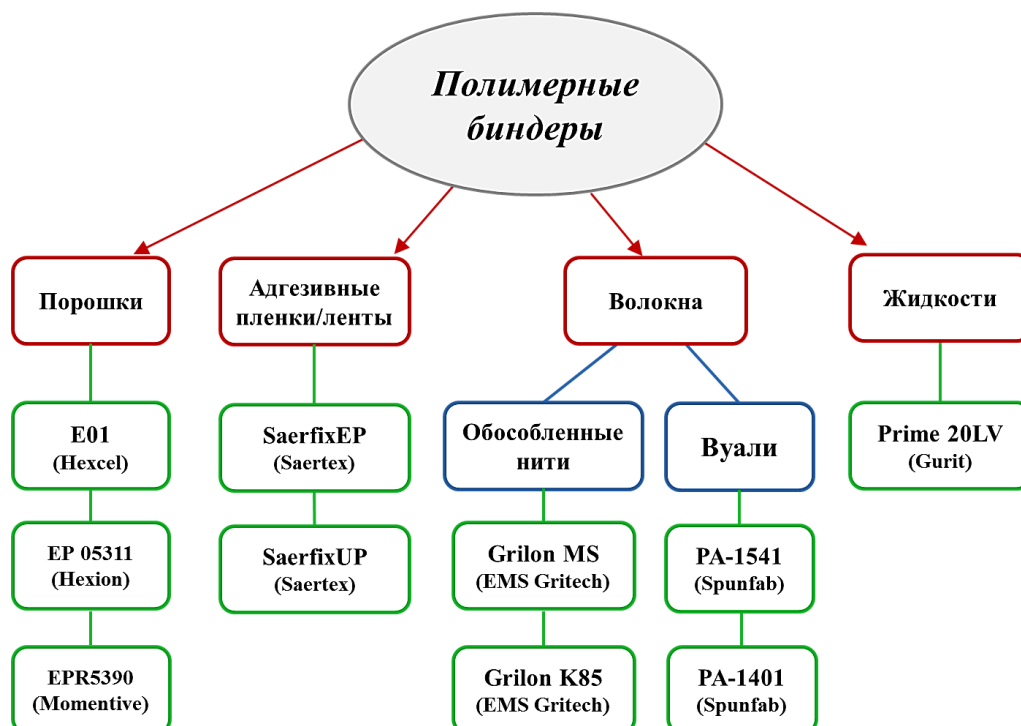 Полимерные
биндеры
Порошки
Адгезивные
пленки/ленты
Волокна
Жидкости
E01
(Hexcel)
EP 05311
(Hexion)
EPR5390
(Momentive)
SaerfixEP
(Saertex)
SaerfixUP
(Saertex)
Обособленные
нити
Grilon MS
(EMS Gritech)
Grilon K85
(EMS Gritech)
Вуали
PA-1541
(Spunfab)
PA-1401
(Spunfab)
Prime 20LV
(Gurit)